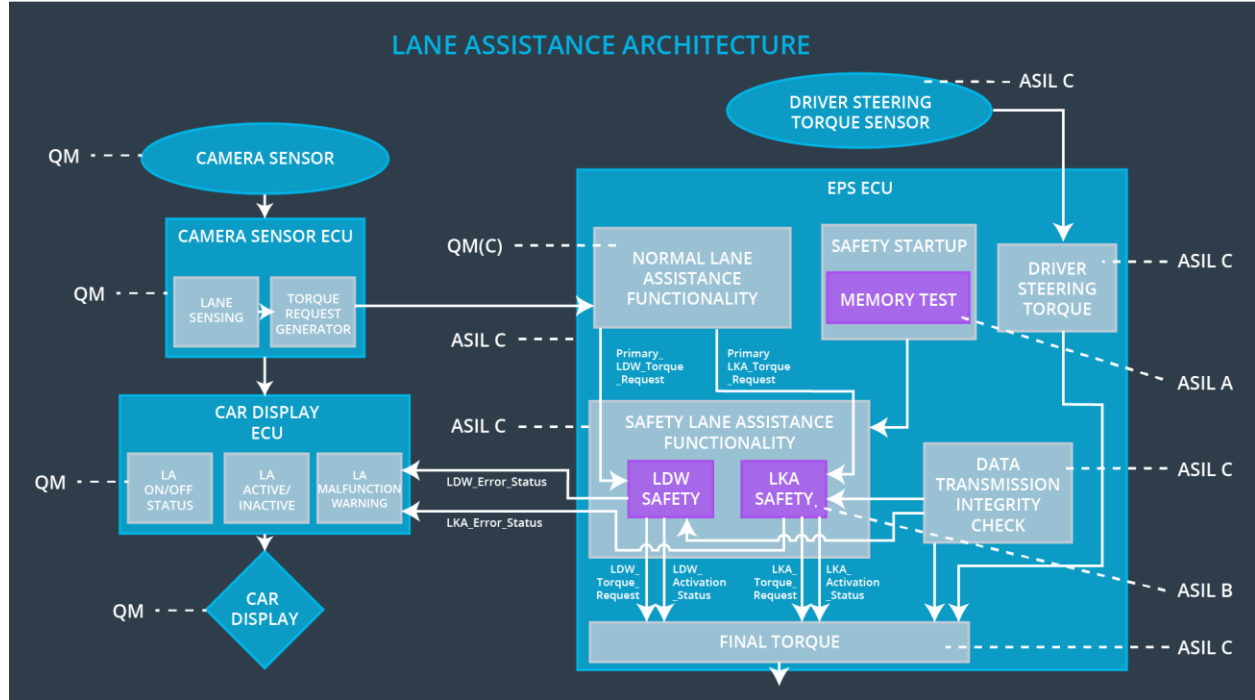 LANE ASSISTANCE ARCHITECTURE
ASIL C
DRIVER STEERING
TORQUE SENSOR
QM
CAMERA SENSOR
EPS ECU
CAMERA SENSOR ECU
QM
LANE
SENSING
TORQUE
REQUEST
GENERATOR
QM(C)
NORMAL LANE
ASSISTANCE
FUNCTIONALITY
SAFETY STARTUP
MEMORY TEST
DRIVER
STEERING
TORQUE
ASIL C
ASIL C
Primary_
LDW_Torque
_Request
Primary
LKA_Torque
_Request
ASIL A
CAR DISPLAY
ECU
ASIL C
SAFETY LANE ASSISTANCE
FUNCTIONALITY
QM
LA
ON/OFF
STATUS
LA
ACTIVE/
INACTIVE
LA
MALFUNCTION
WARNING
LDW_Error_Status
LKA_Error_Status
LDW
SAFETY
LKA
SAFETY
DATA
TRANSMISSION
INTEGRITY
CHECK
ASIL C
LDW_
Torque_
Request
LDW_
Activation
_Status
LKA_
Torque_
Request
LKA_
Activation
_Status
ASIL B
QM
CAR
DISPLAY
FINAL TORQUE
ASIL C